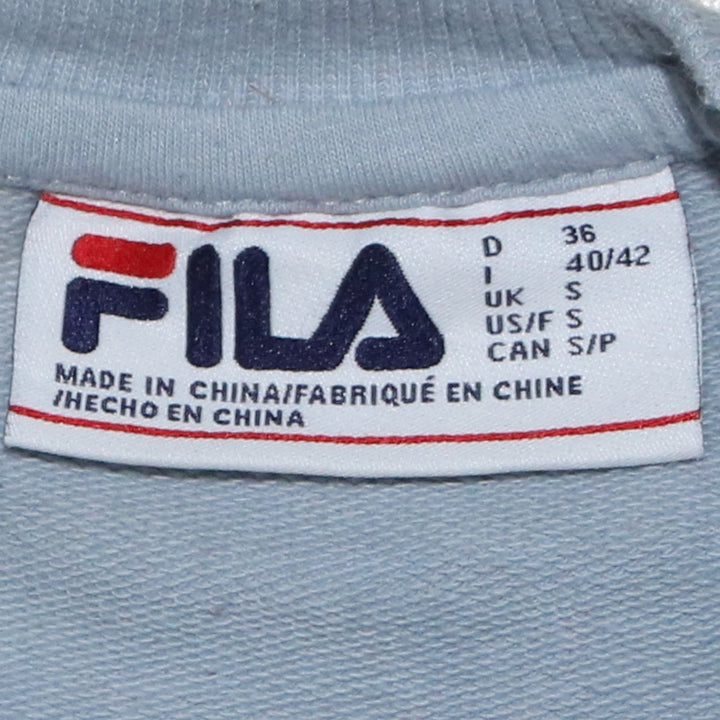 FILA
D 36
I 40/42
UK S
US/F S
CAN S/P
MADE IN CHINA/FABRIQUÉ EN CHINE
/HECHO EN CHINA